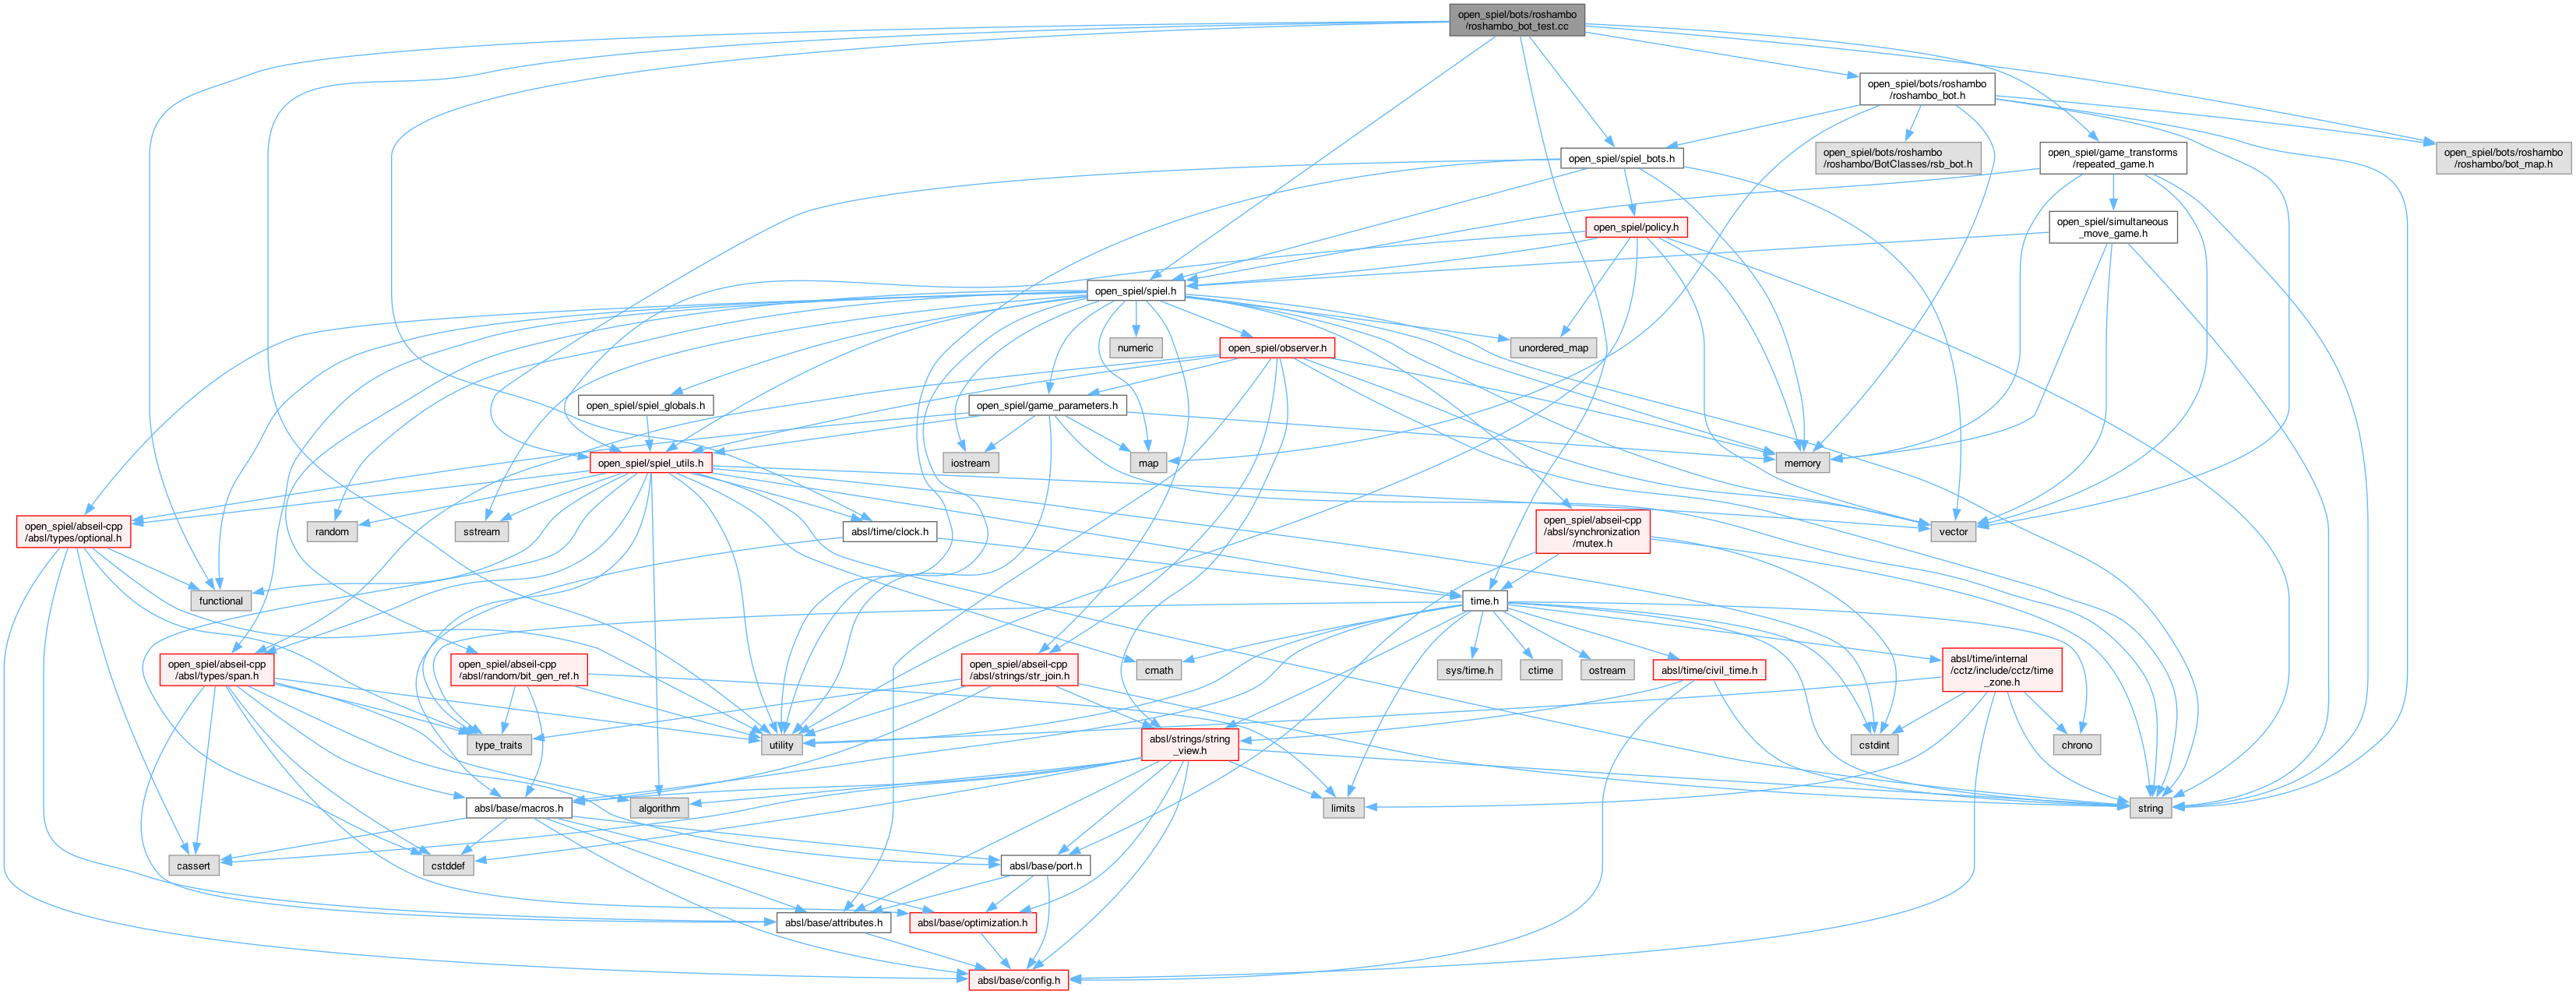 open_spiel/bots/roshambo
/roshambo_bot_test.cc
open_spiel/bots/roshambo
/roshambo_bot.h
open_spiel/spiel_bots.h
open_spiel/bots/roshambo
/roshambo/BotClasses/rsb_bot.h
open_spiel/game_transforms
/repeated_game.h
open_spiel/bots/roshambo
/roshambo/bot_map.h
open_spiel/policy.h
open_spiel/simultaneous
_move_game.h
open_spiel/spiel.h
numeric
open_spiel/observer.h
unordered_map
open_spiel/spiel_globals.h
open_spiel/game_parameters.h
open_spiel/spiel_utils.h
iostream
map
memory
open_spiel/abseil-cpp
/absl/types/optional.h
random
sstream
absl/time/clock.h
open_spiel/abseil-cpp
/absl/synchronization
/mutex.h
vector
functional
time.h
open_spiel/abseil-cpp
/absl/types/span.h
open_spiel/abseil-cpp
/absl/random/bit_gen_ref.h
open_spiel/abseil-cpp
/absl/strings/str_join.h
cmath
sys/time.h
ctime
ostream
absl/time/civil_time.h
absl/time/internal
/cctz/include/cctz/time
_zone.h
type_traits
utility
absl/strings/string
_view.h
cstdint
chrono
absl/base/macros.h
algorithm
limits
string
cassert
cstddef
absl/base/port.h
absl/base/attributes.h
absl/base/optimization.h
absl/base/config.h